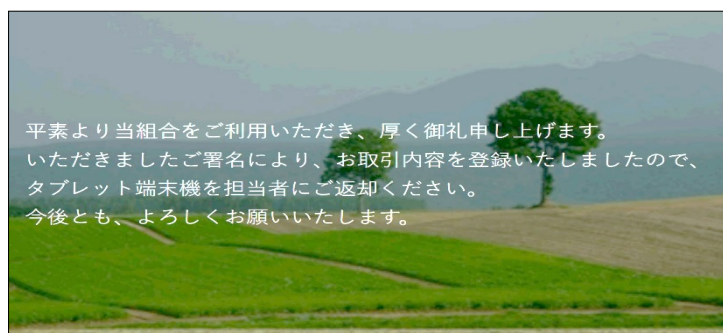 平素より当組合をご利用いただき、厚く御礼申し上げます。
いただきましたご署名により、お取引内容を登録いたしましたので、
タブレット端末機を担当者にご返却ください。
今後とも、よろしくお願いいたします。